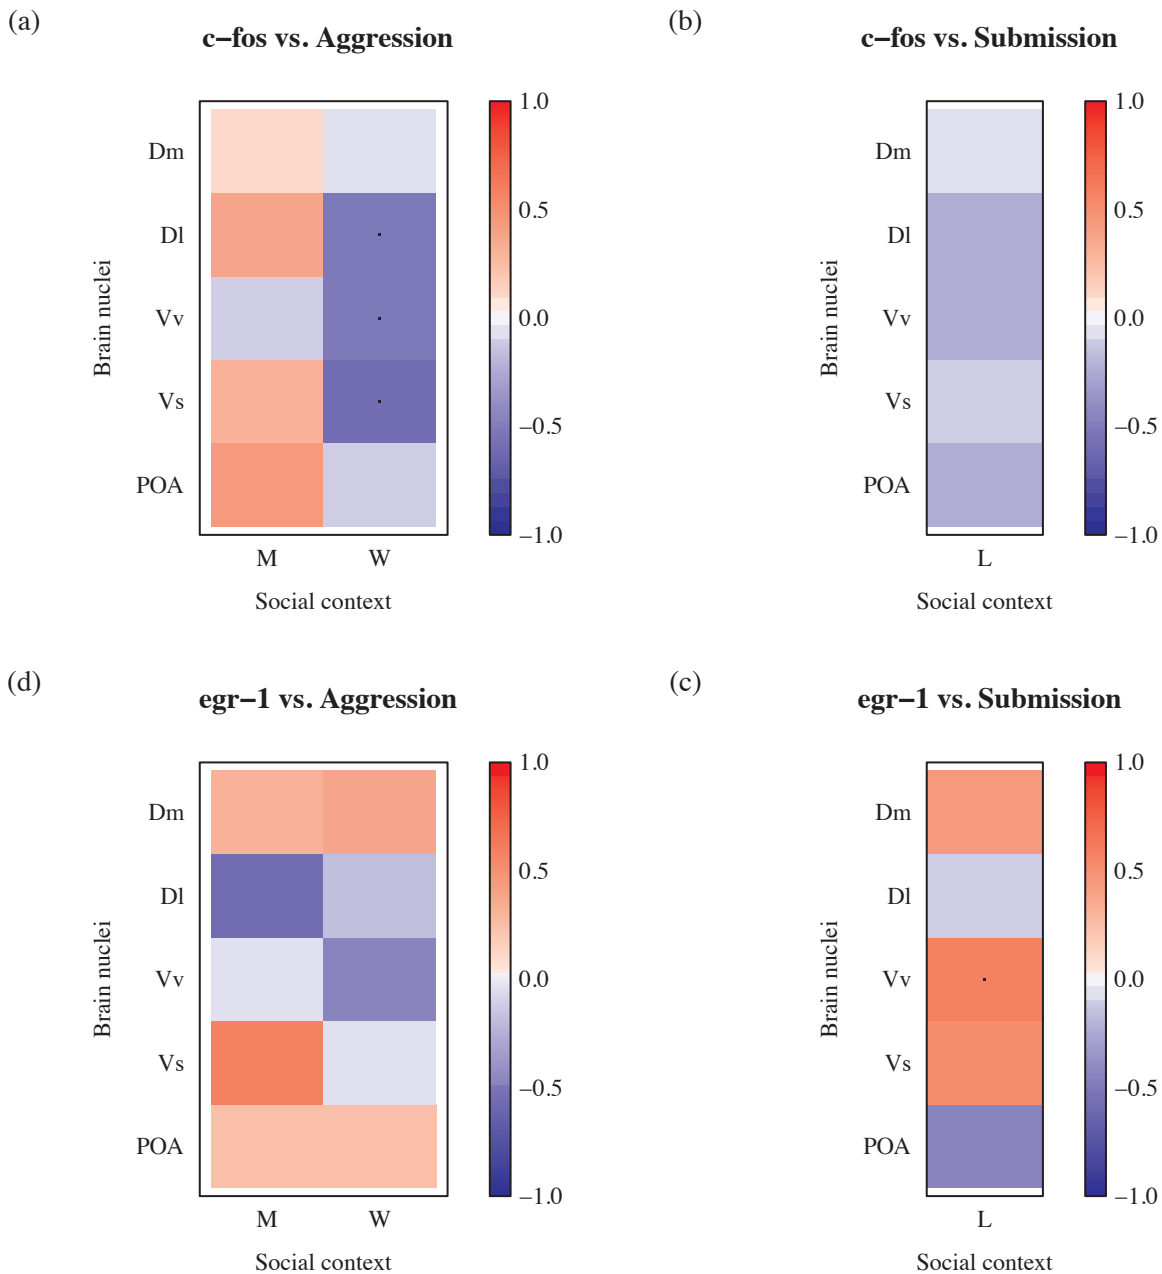 (a)
c−fos vs. Aggression
Brain nuclei
Dm
Dl
Vv
Vs
POA
1.0
0.5
0.0
−0.5
−1.0
M W
Social context
(b)
c−fos vs. Submission
Brain nuclei
Dm
Dl
Vv
Vs
POA
1.0
0.5
0.0
−0.5
−1.0
L
Social context
(d)
egr−1 vs. Aggression
Brain nuclei
Dm
Dl
Vv
Vs
POA
1.0
0.5
0.0
−0.5
−1.0
M W
Social context
(c)
egr−1 vs. Submission
Brain nuclei
Dm
Dl
Vv
Vs
POA
1.0
0.5
0.0
−0.5
−1.0
L
Social context